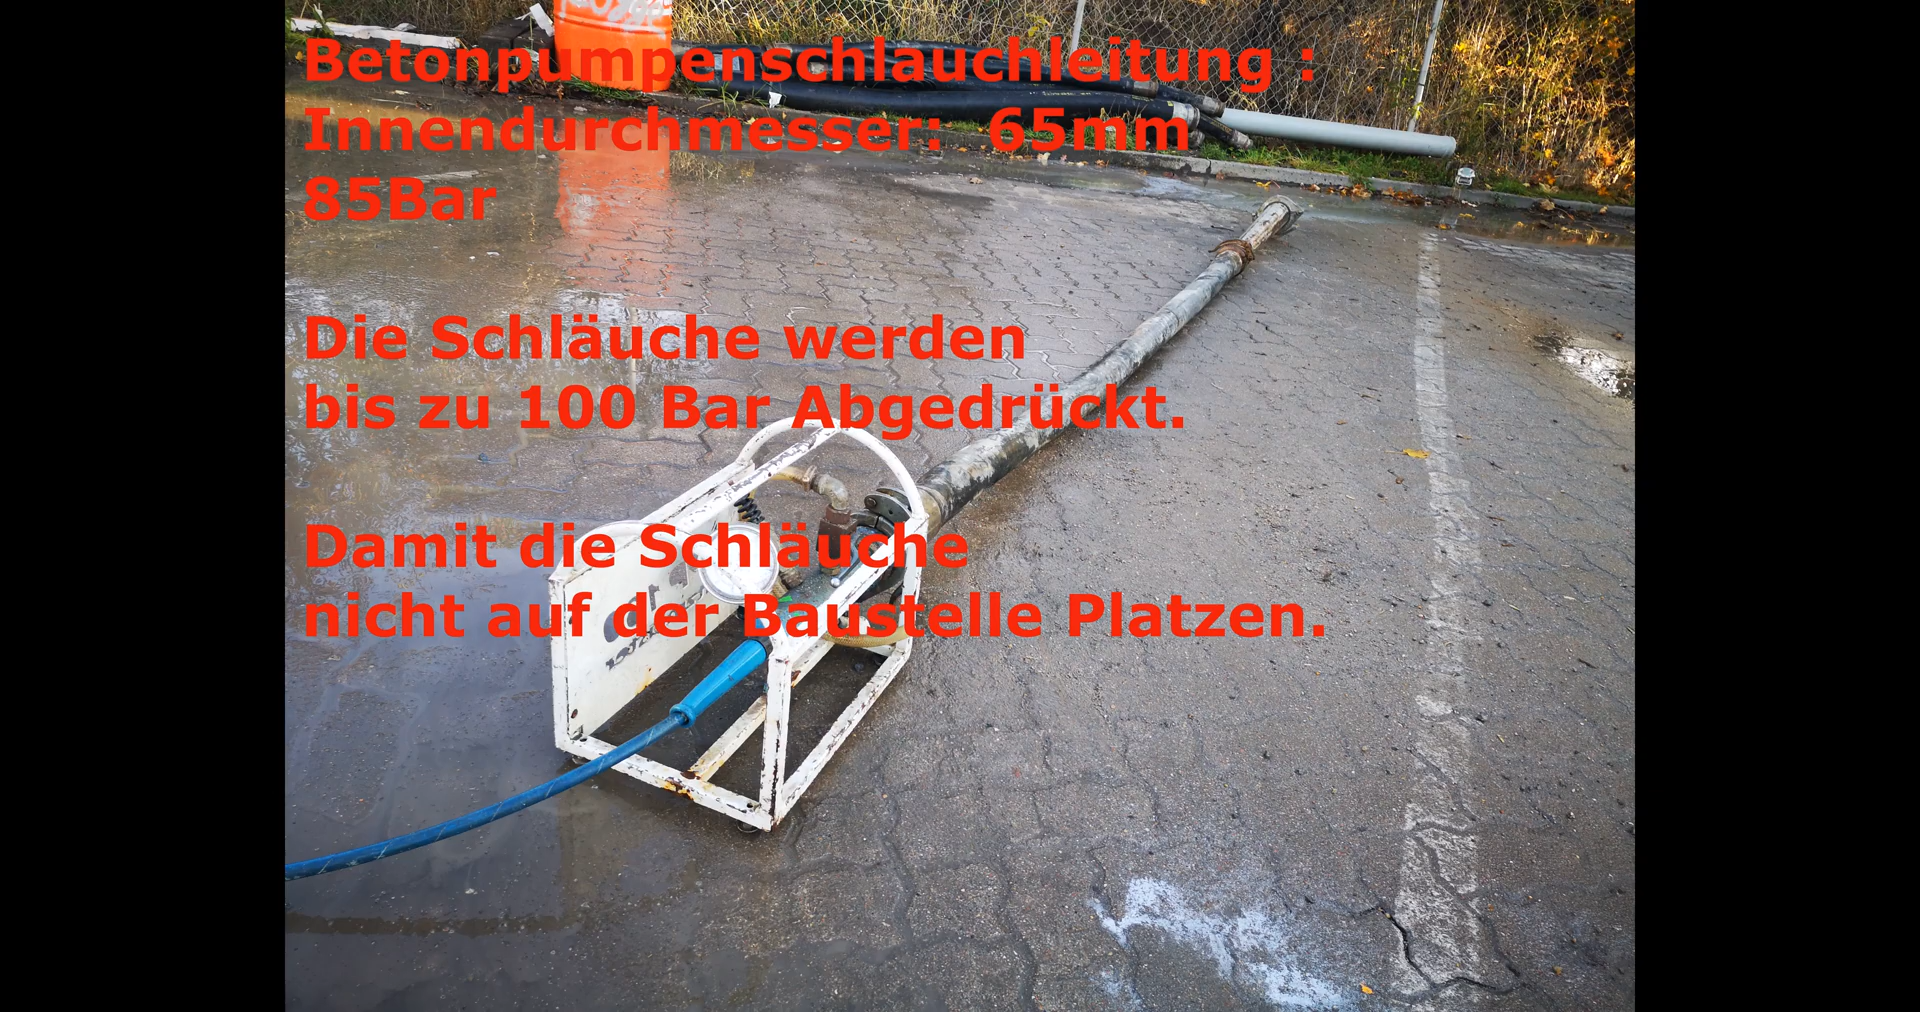 Betonpumpenschlauchleitung :
Innendurchmesser: 65mm
85Bar
Die Schläuche werden
bis zu 100 Bar Abgedrückt.
Damit die Schläuche
nicht auf der Baustelle Platzen.